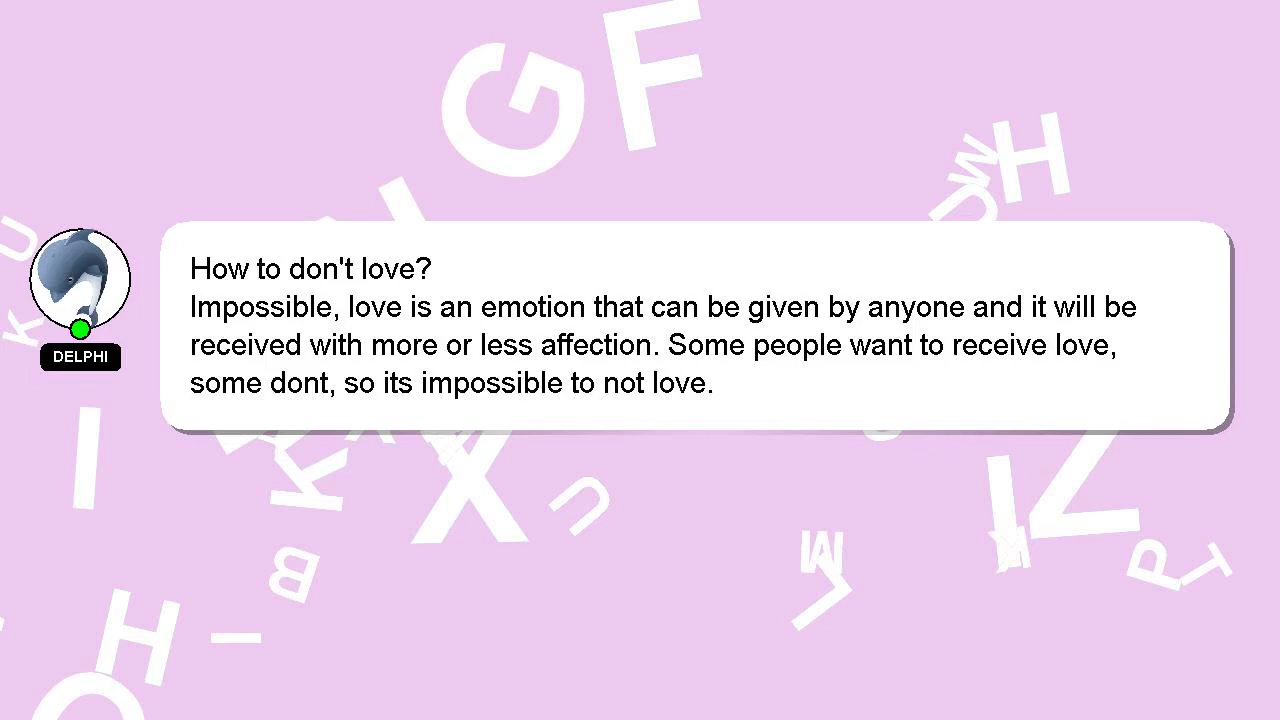 How to don't love?
Impossible, love is an emotion that can be given by anyone and it will be
received with more or less affection. Some people want to receive love,
some dont, so its impossible to not love.
DELPHI
G
F
W
H
U
U
K
I
K
X
U
B
H
I
Z
P
T